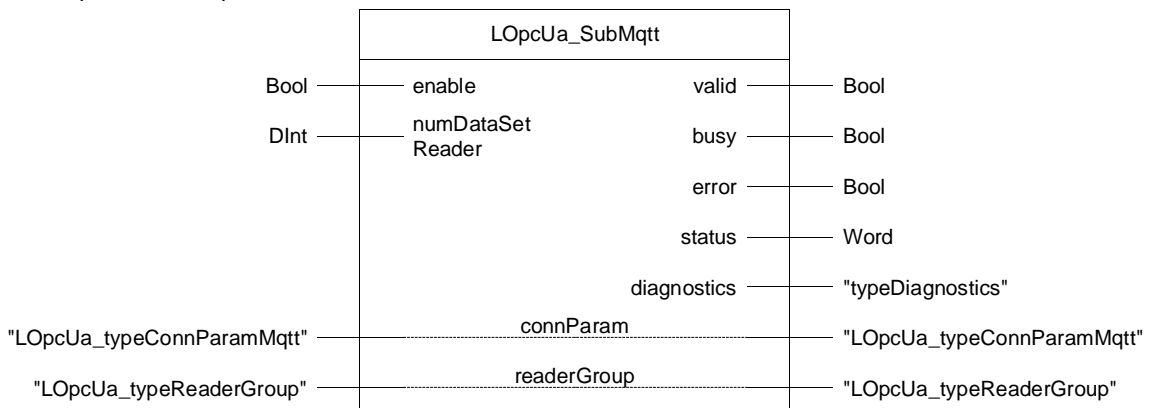 LOpcUa_SubMqtt
Bool enable valid Bool
DInt numDataSet busy Bool
Reader
error Bool
status Word
diagnostics "typeDiagnostics"
"LOpcUa_typeConnParamMqtt" connParam "LOpcUa_typeConnParamMqtt"
"LOpcUa_typeReaderGroup" readerGroup "LOpcUa_typeReaderGroup"